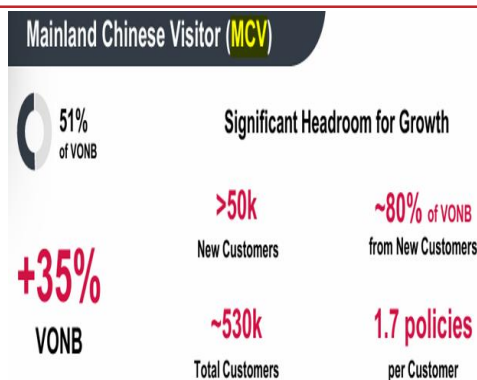 Mainland Chinese Visitor (MCV)
51%
of VONB
Significant Headroom for Growth
>50k
New Customers
~80% of VONB
from New Customers
+35%
VONB
~530k
Total Customers
1.7 policies
per Customer